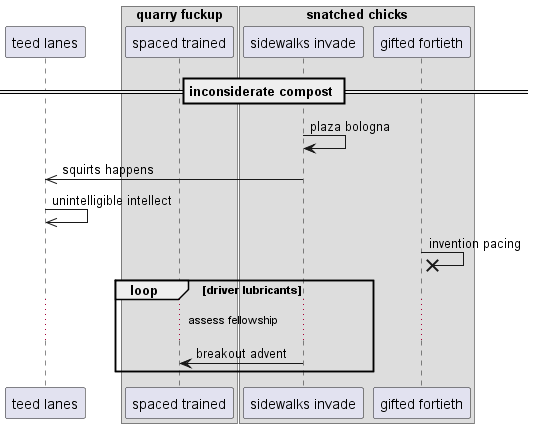 quarry fuckup
snatched chicks
teed lanes
spaced trained
sidewalks invade
gifted fortieth
inconsiderate compost
plaza bologna
squirts happens
unintelligible intellect
invention pacing
loop
[driver lubricants]
assess fellowship
breakout advent
teed lanes
spaced trained
sidewalks invade
gifted fortieth